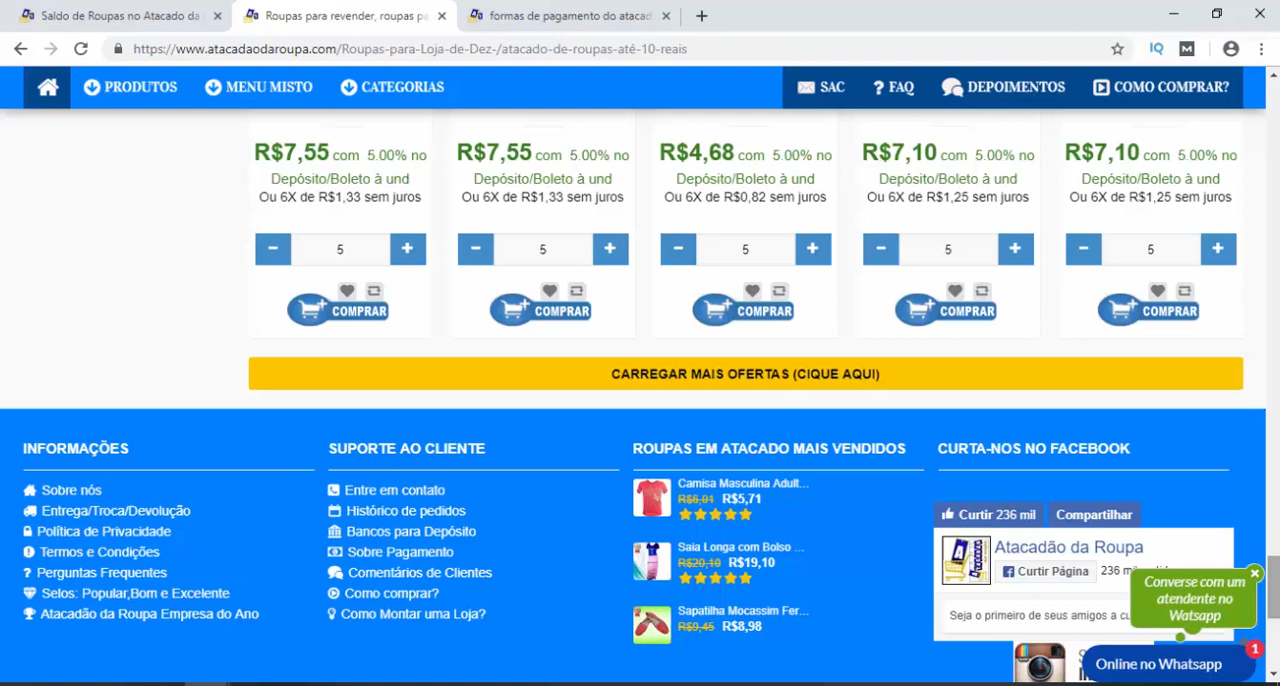 Saldo de Roupas no Atacado da
Roupas para revender, roupas pa
formas de pagamento do atacad
https://www.atacadaodaroupa.com/Roupas-para-Loja-de-Dez-/atacado-de-roupas-até-10-reais
IQ
M
PRODUTOS
MENU MISTO
CATEGORIAS
SAC
? FAQ
DEPOIMENTOS
COMO COMPRAR?
R$7,55 com 5.00% no
Depósito/Boleto à und
Ou 6X de R$1,33 sem juros
5
COMPRAR
R$7,55 com 5.00% no
Depósito/Boleto à und
Ou 6X de R$1,33 sem juros
5
COMPRAR
R$4,68 com 5.00% no
Depósito/Boleto à und
Ou 6X de R$0,82 sem juros
5
COMPRAR
R$7,10 com 5.00% no
Depósito/Boleto à und
Ou 6X de R$1,25 sem juros
5
COMPRAR
R$7,10 com 5.00% no
Depósito/Boleto à und
Ou 6X de R$1,25 sem juros
5
COMPRAR
CARREGAR MAIS OFERTAS (CIQUE AQUI)
INFORMAÇÕES
Sobre nós
Entrega/Troca/Devolução
Política de Privacidade
Termos e Condições
? Perguntas Frequentes
Selos: Popular,Bom e Excelente
Atacadão da Roupa Empresa do Ano
SUPORTE AO CLIENTE
Entre em contato
Histórico de pedidos
Bancos para Depósito
Sobre Pagamento
Comentários de Clientes
Como comprar?
Como Montar uma Loja?
ROUPAS EM ATACADO MAIS VENDIDOS
Camisa Masculina Adult...
R$6,01 R$5,71
Saia Longa com Bolso ...
R$20,10 R$19,10
Sapatilha Mocassim Fer...
R$9,45 R$8,98
CURTA-NOS NO FACEBOOK
Curtir 236 mil
Compartilhar
Atacadão da Roupa
Curtir Página
236 m
Seja o primeiro de seus amigos a
Converse com um
atendente no
Watsapp
Online no Whatsapp
1